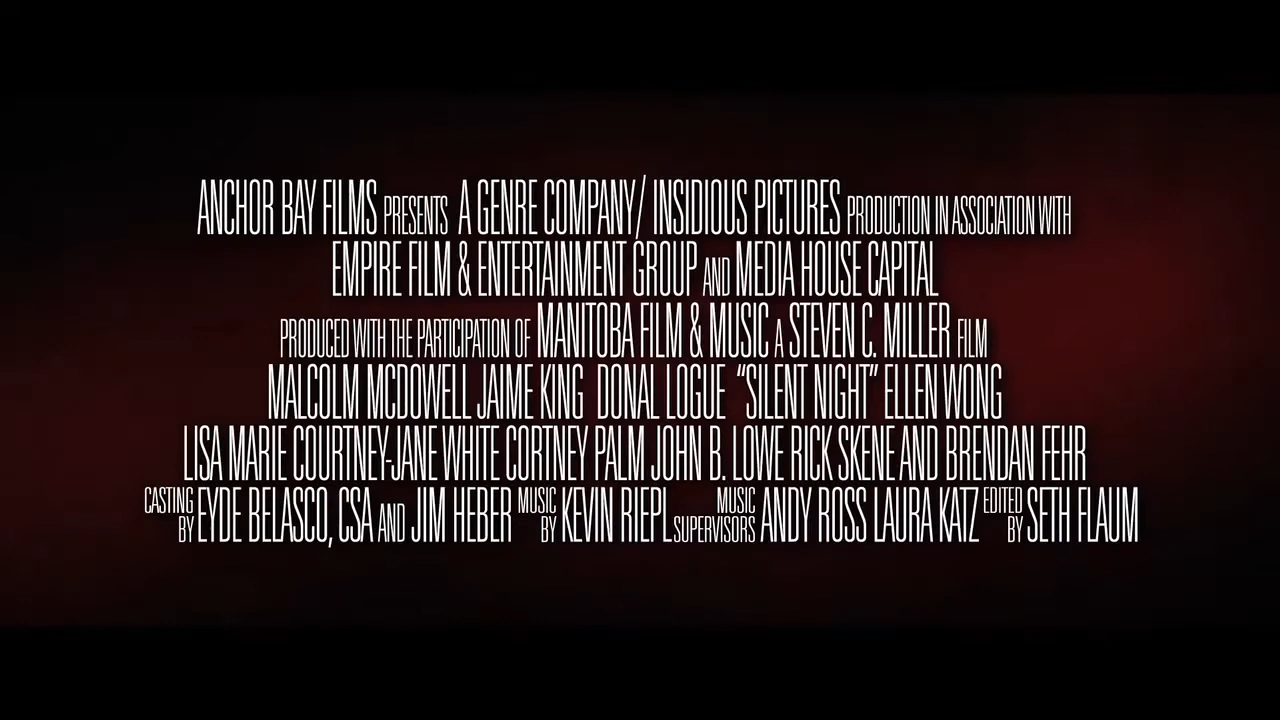 ANCHOR BAY FILMS PRESENTS A GENRE COMPANY/ INSIDIOUS PICTURES PRODUCTION IN ASSOCIATION WITH
EMPIRE FILM & ENTERTAINMENT GROUP AND MEDIA HOUSE CAPITAL
PRODUCED WITH THE PARTICIPATION OF MANITOBA FILM & MUSIC A STEVEN C. MILLER FILM
MALCOLM MCDOWELL JAIME KING DONAL LOGUE “SILENT NIGHT” ELLEN WONG
LISA MARIE COURTNEY-JANE WHITE CORTNEY PALM JOHN B. LOWE RICK SKENE AND BRENDAN FEHR
CASTING BY EYDE BELASCO, CSA AND JIM HEBER MUSIC BY KEVIN RIEPL MUSIC SUPERVISORS ANDY ROSS LAURA KATZ EDITED BY SETH FLAUM